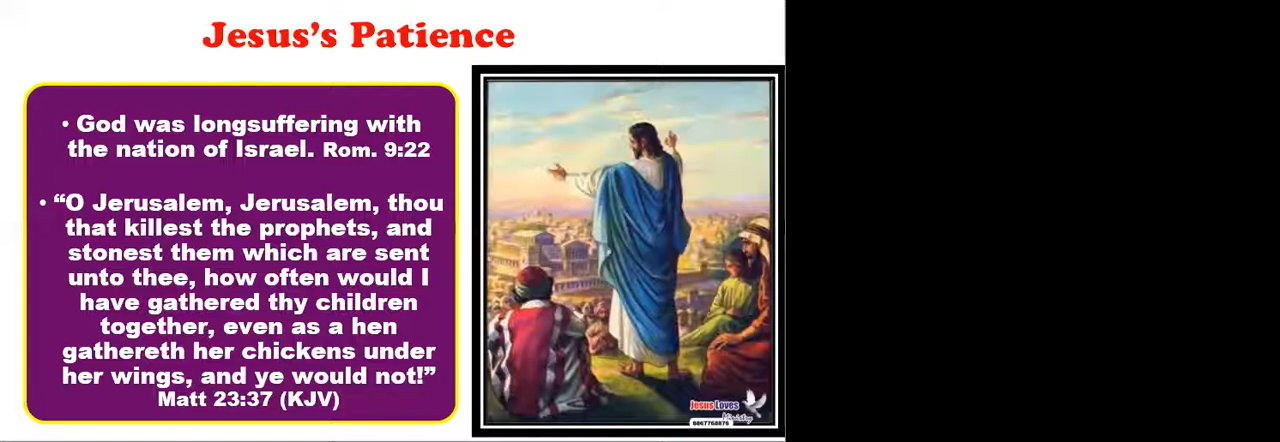 Jesus’s Patience
• God was longsuffering with
the nation of Israel. Rom. 9:22
• “O Jerusalem, Jerusalem, thou
that killest the prophets, and
stonest them which are sent
unto thee, how often would I
have gathered thy children
together, even as a hen
gathereth her chickens under
her wings, and ye would not!”
Matt 23:37 (KJV)
Jesus Loves
Ministry
8867768876